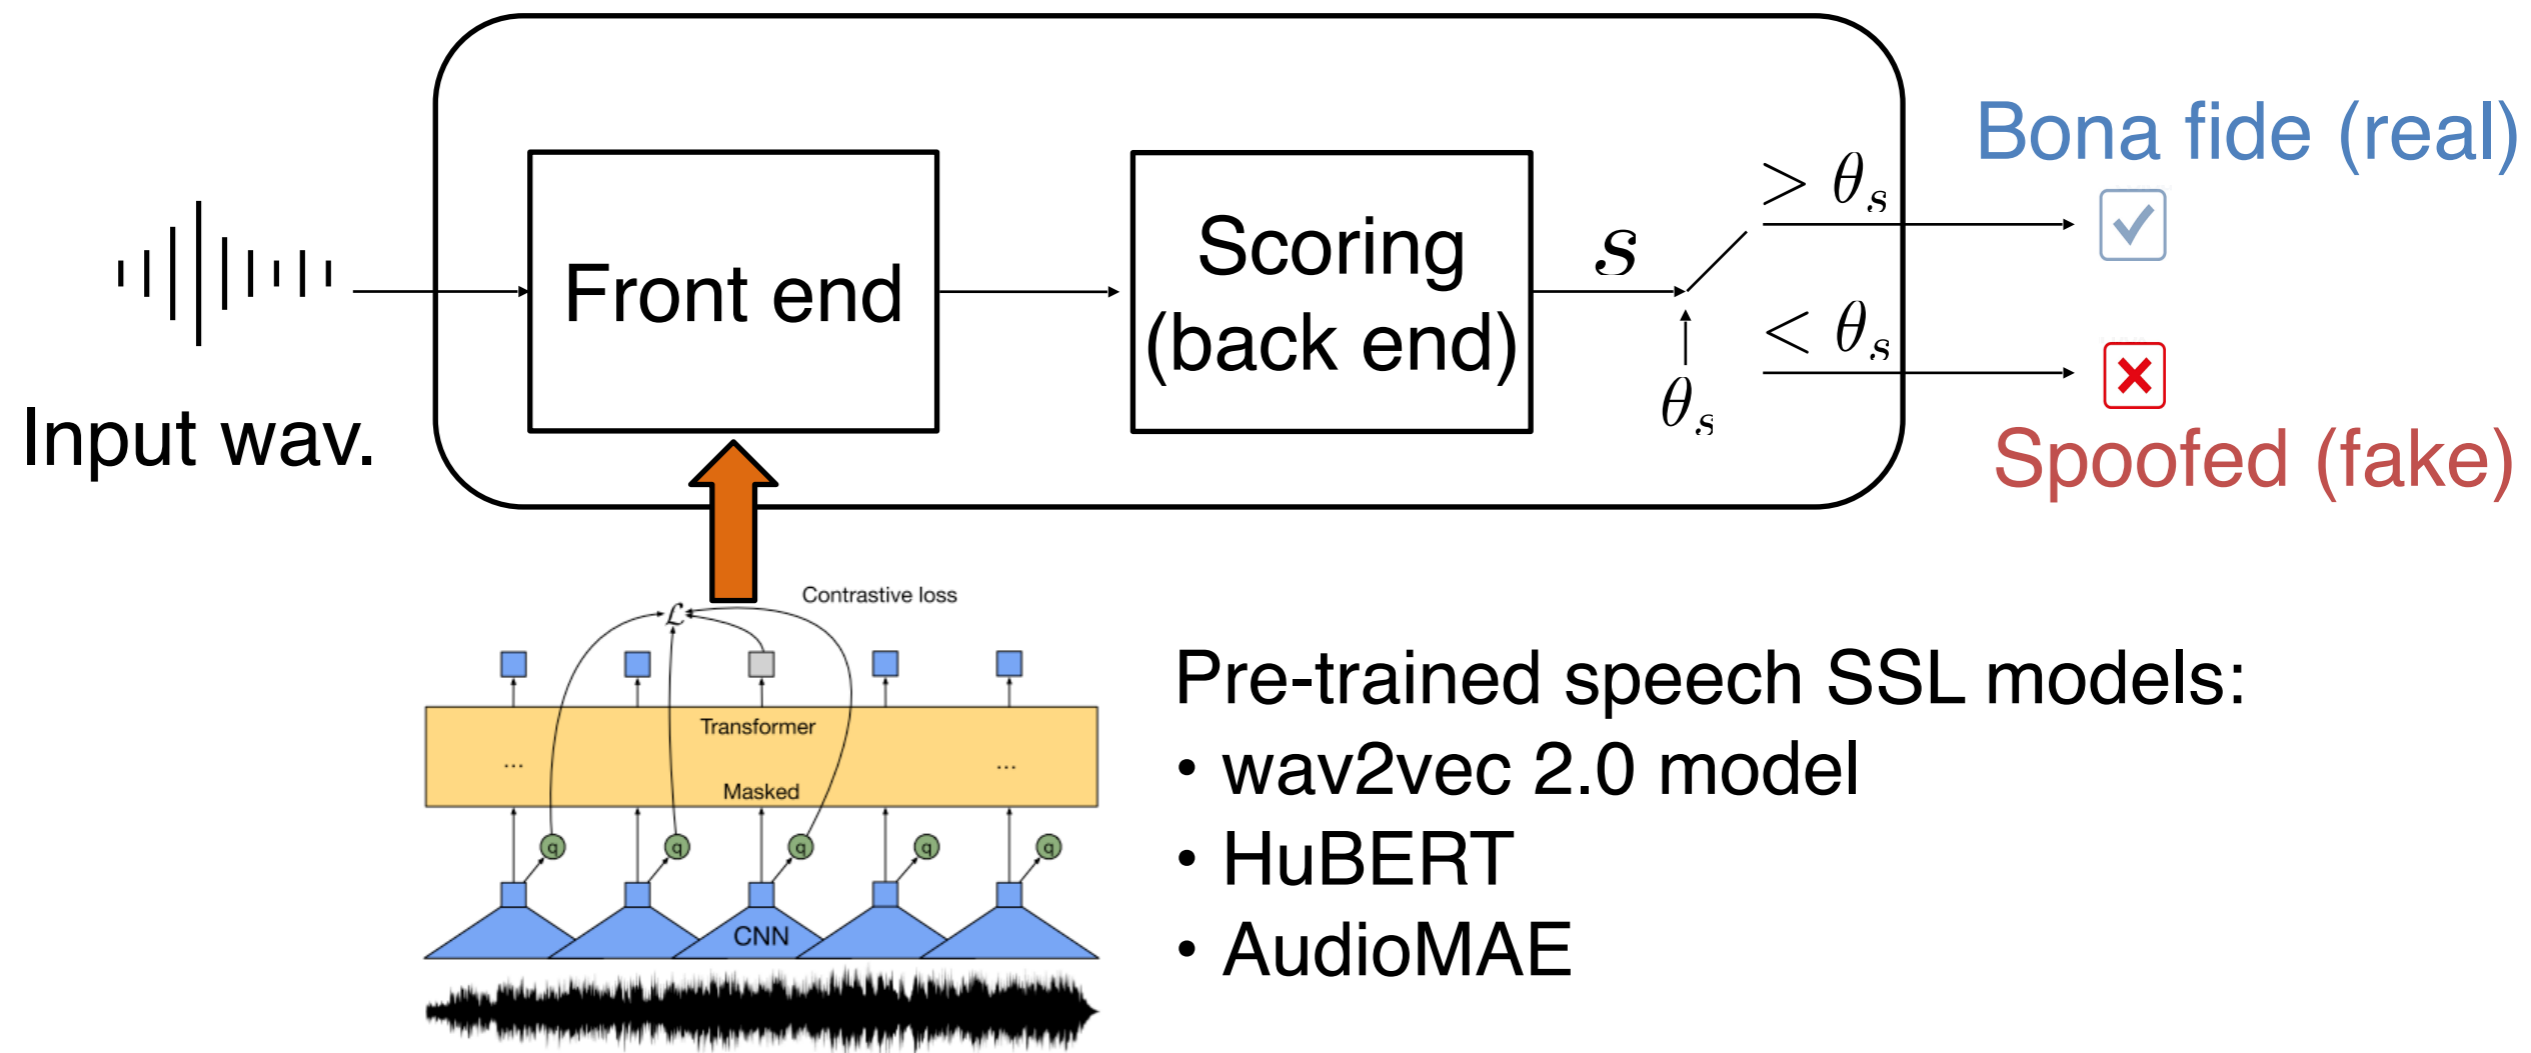 Bona fide (real)
> θₛ
Front end
Scoring
(back end)
s
< θₛ
θₛ
Input wav.
Spoofed (fake)
Contrastive loss
ℒ
Transformer
... ...
Masked
q q q q q
CNN
Pre-trained speech SSL models:
• wav2vec 2.0 model
• HuBERT
• AudioMAE